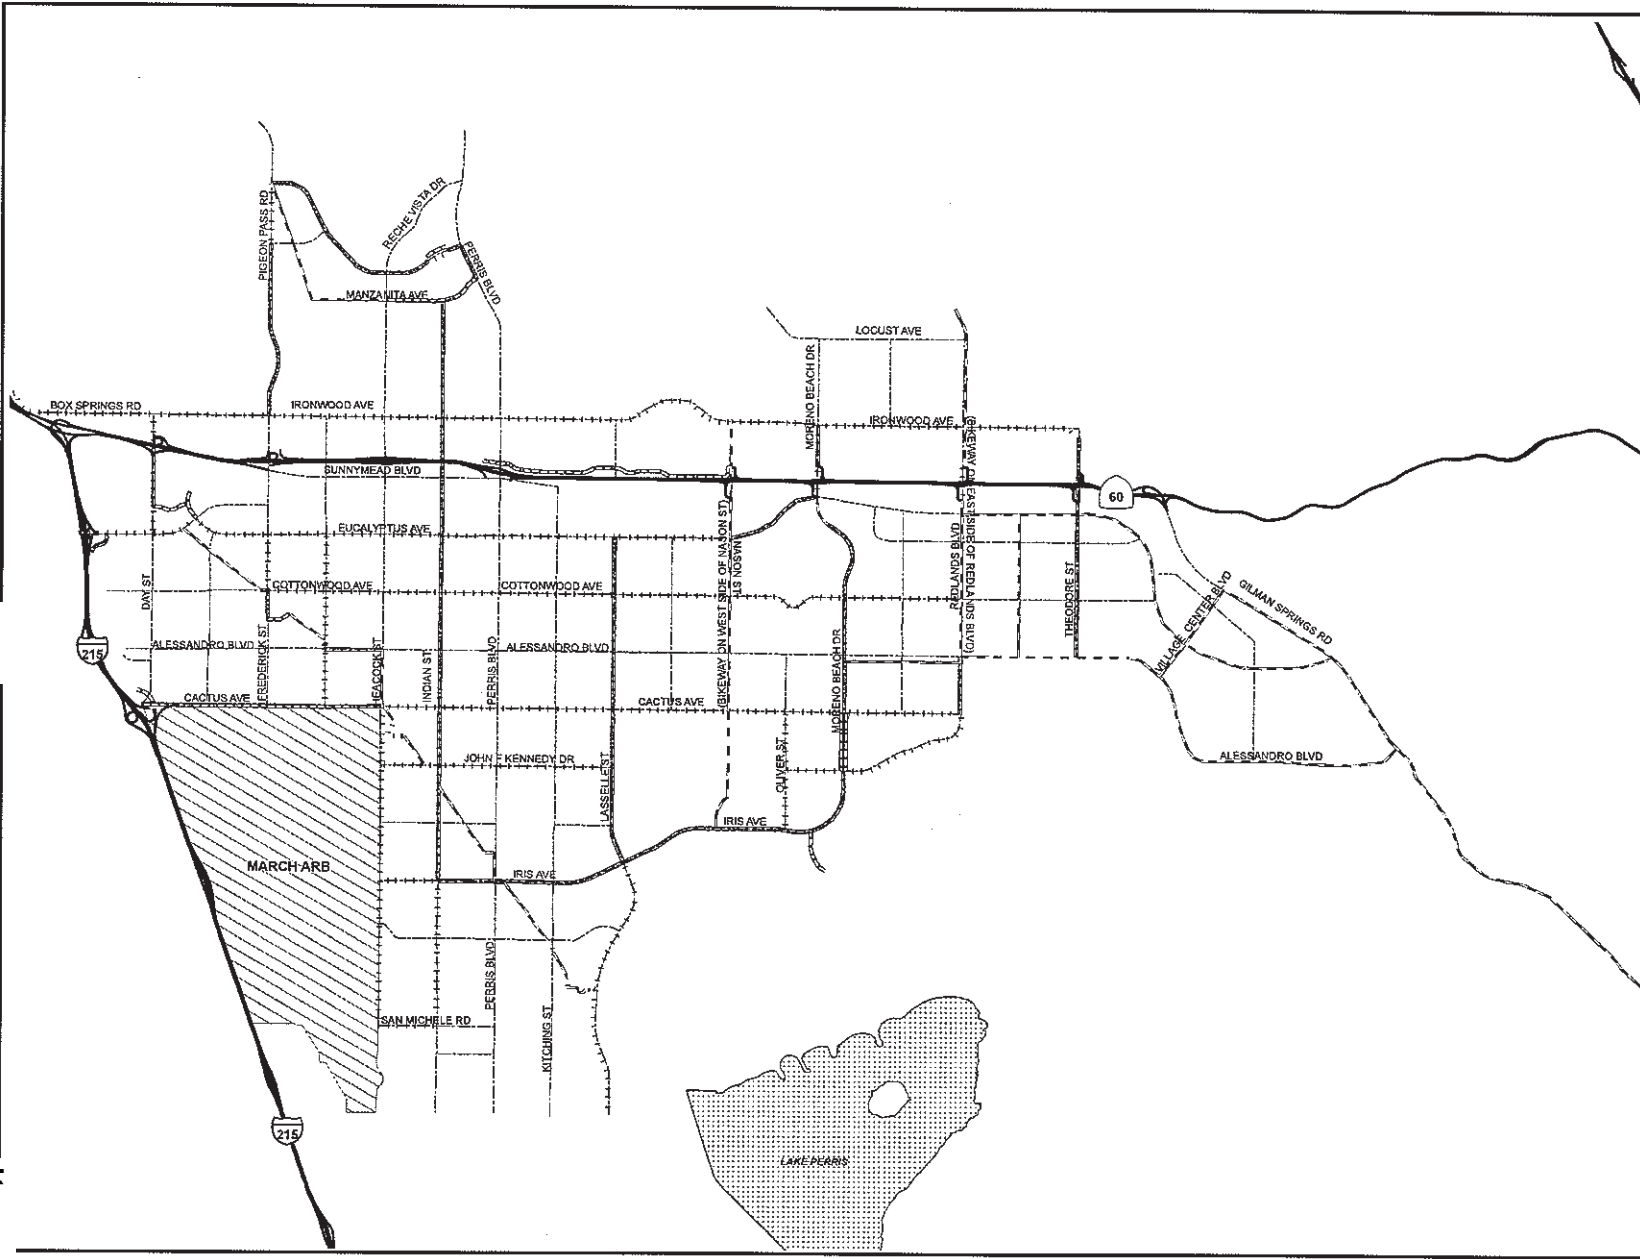 RECHE VISTA DR
PIGEON PASS RD
PERRIS BLVD
MANZANITA AVE
LOCUST AVE
MORENO BEACH DR
BOX SPRINGS RD
IRONWOOD AVE
IRONWOOD AVE
(BIKEWAY ON EAST SIDE OF REDLANDS BLVD)
SUNNYMEAD BLVD
60
EUCALYPTUS AVE
(BIKEWAY ON WEST SIDE OF NASON ST)
NASON ST
REDLANDS BLVD
THEODORE ST
DAY ST
COTTONWOOD AVE
COTTONWOOD AVE
GILMAN SPRINGS RD
VILLAGE CENTER BLVD
215
ALESSANDRO BLVD
FREDERICK ST
HEACOCK ST
INDIAN ST
PERRIS BLVD
ALESSANDRO BLVD
MORENO BEACH DR
CACTUS AVE
CACTUS AVE
JOHN F KENNEDY DR
LASSELLE ST
OLIVER ST
ALESSANDRO BLVD
IRIS AVE
MARCH ARB
IRIS AVE
PERRIS BLVD
SAN MICHELE RD
KITCHING ST
215
LAKE PERRIS